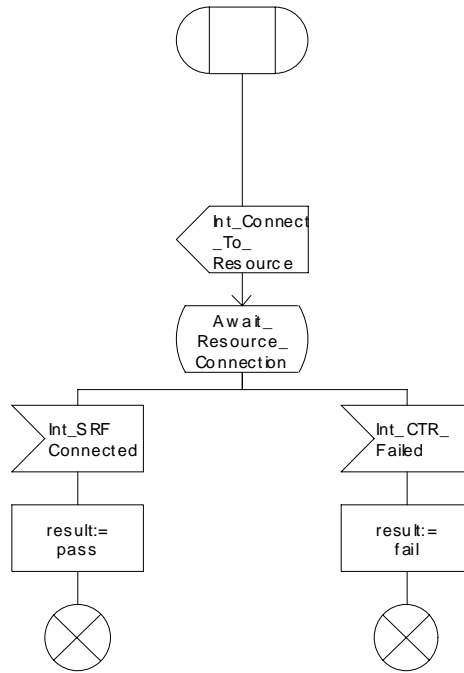 Int_Connect
_To_
Resource
Await_
Resource_
Connection
Int_SRF
Connected
Int_CTR_
Failed
result:=
pass
result:=
fail